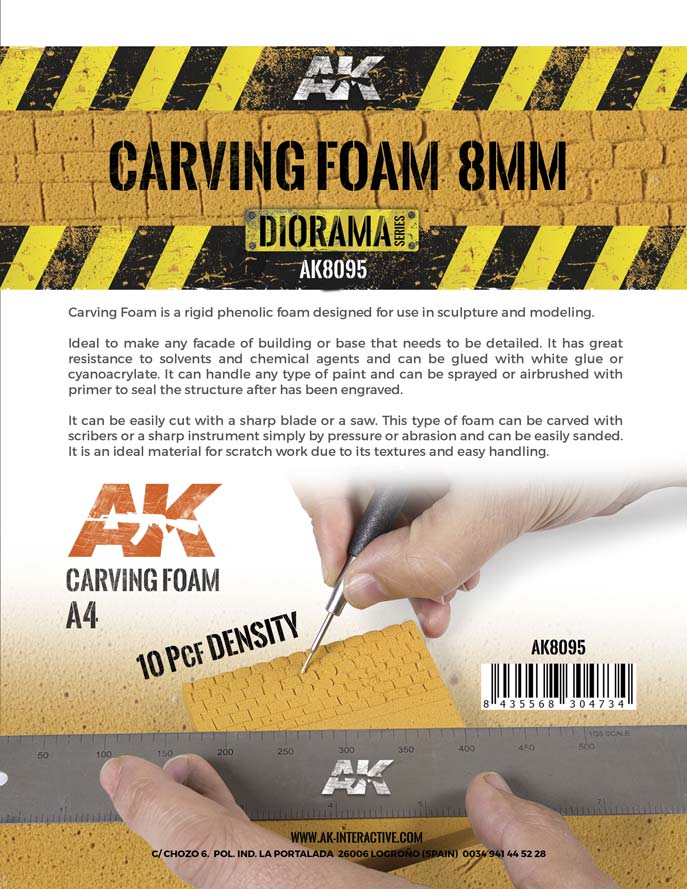 AK
CARVING FOAM 8MM
DIORAMA SERIES
AK8095
Carving Foam is a rigid phenolic foam designed for use in sculpture and modeling.
Ideal to make any facade of building or base that needs to be detailed. It has great
resistance to solvents and chemical agents and can be glued with white glue or
cyanoacrylate. It can handle any type of paint and can be sprayed or airbrushed with
primer to seal the structure after has been engraved.
It can be easily cut with a sharp blade or a saw. This type of foam can be carved with
scribers or a sharp instrument simply by pressure or abrasion and can be easily sanded.
It is an ideal material for scratch work due to its textures and easy handling.
AK
CARVING FOAM
A4
10 PCF DENSITY
AK8095
8 435568 304734
1/35 SCALE
50 100 150 200 250 300 350 400 450 500
AK
1 4 5 7
WWW.AK-INTERACTIVE.COM
C/ CHOZO 6. POL. IND. LA PORTALADA 26006 LOGROÑO (SPAIN) 0034 941 44 52 28